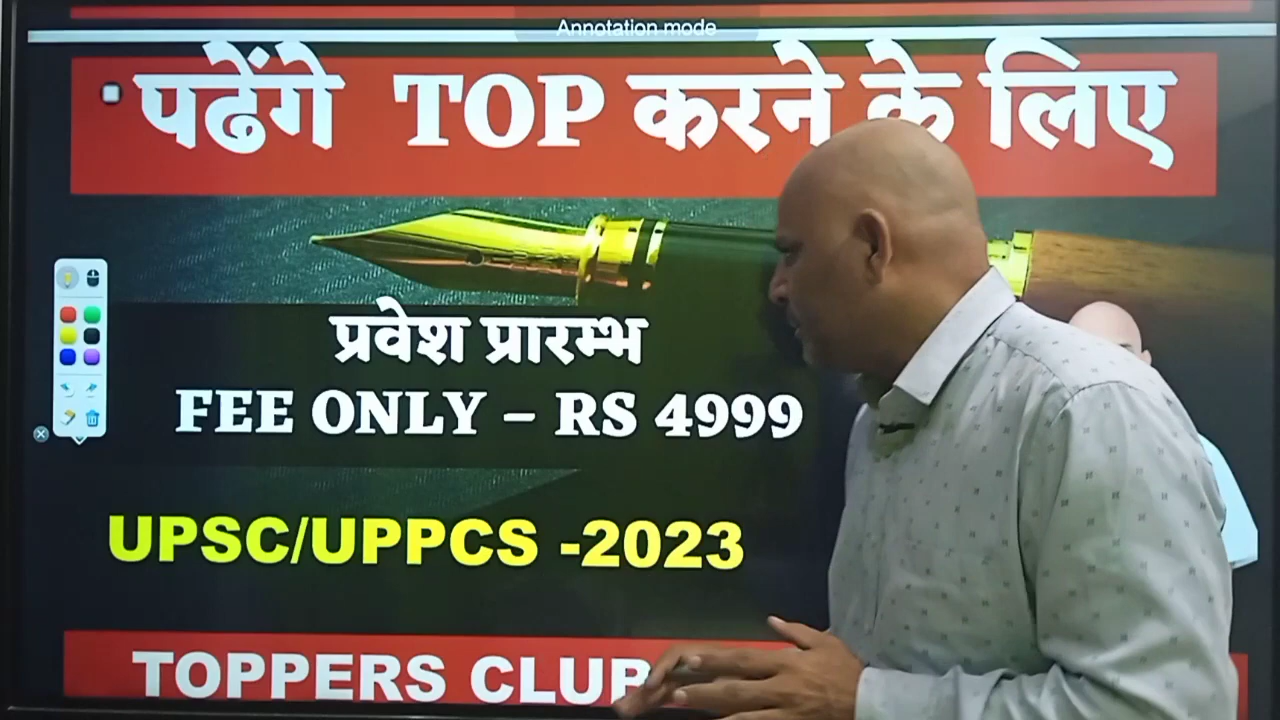 Annotation mode
पढेंगे TOP करने के लिए
प्रवेश प्रारम्भ
FEE ONLY – RS 4999
UPSC/UPPCS -2023
TOPPERS CLUB